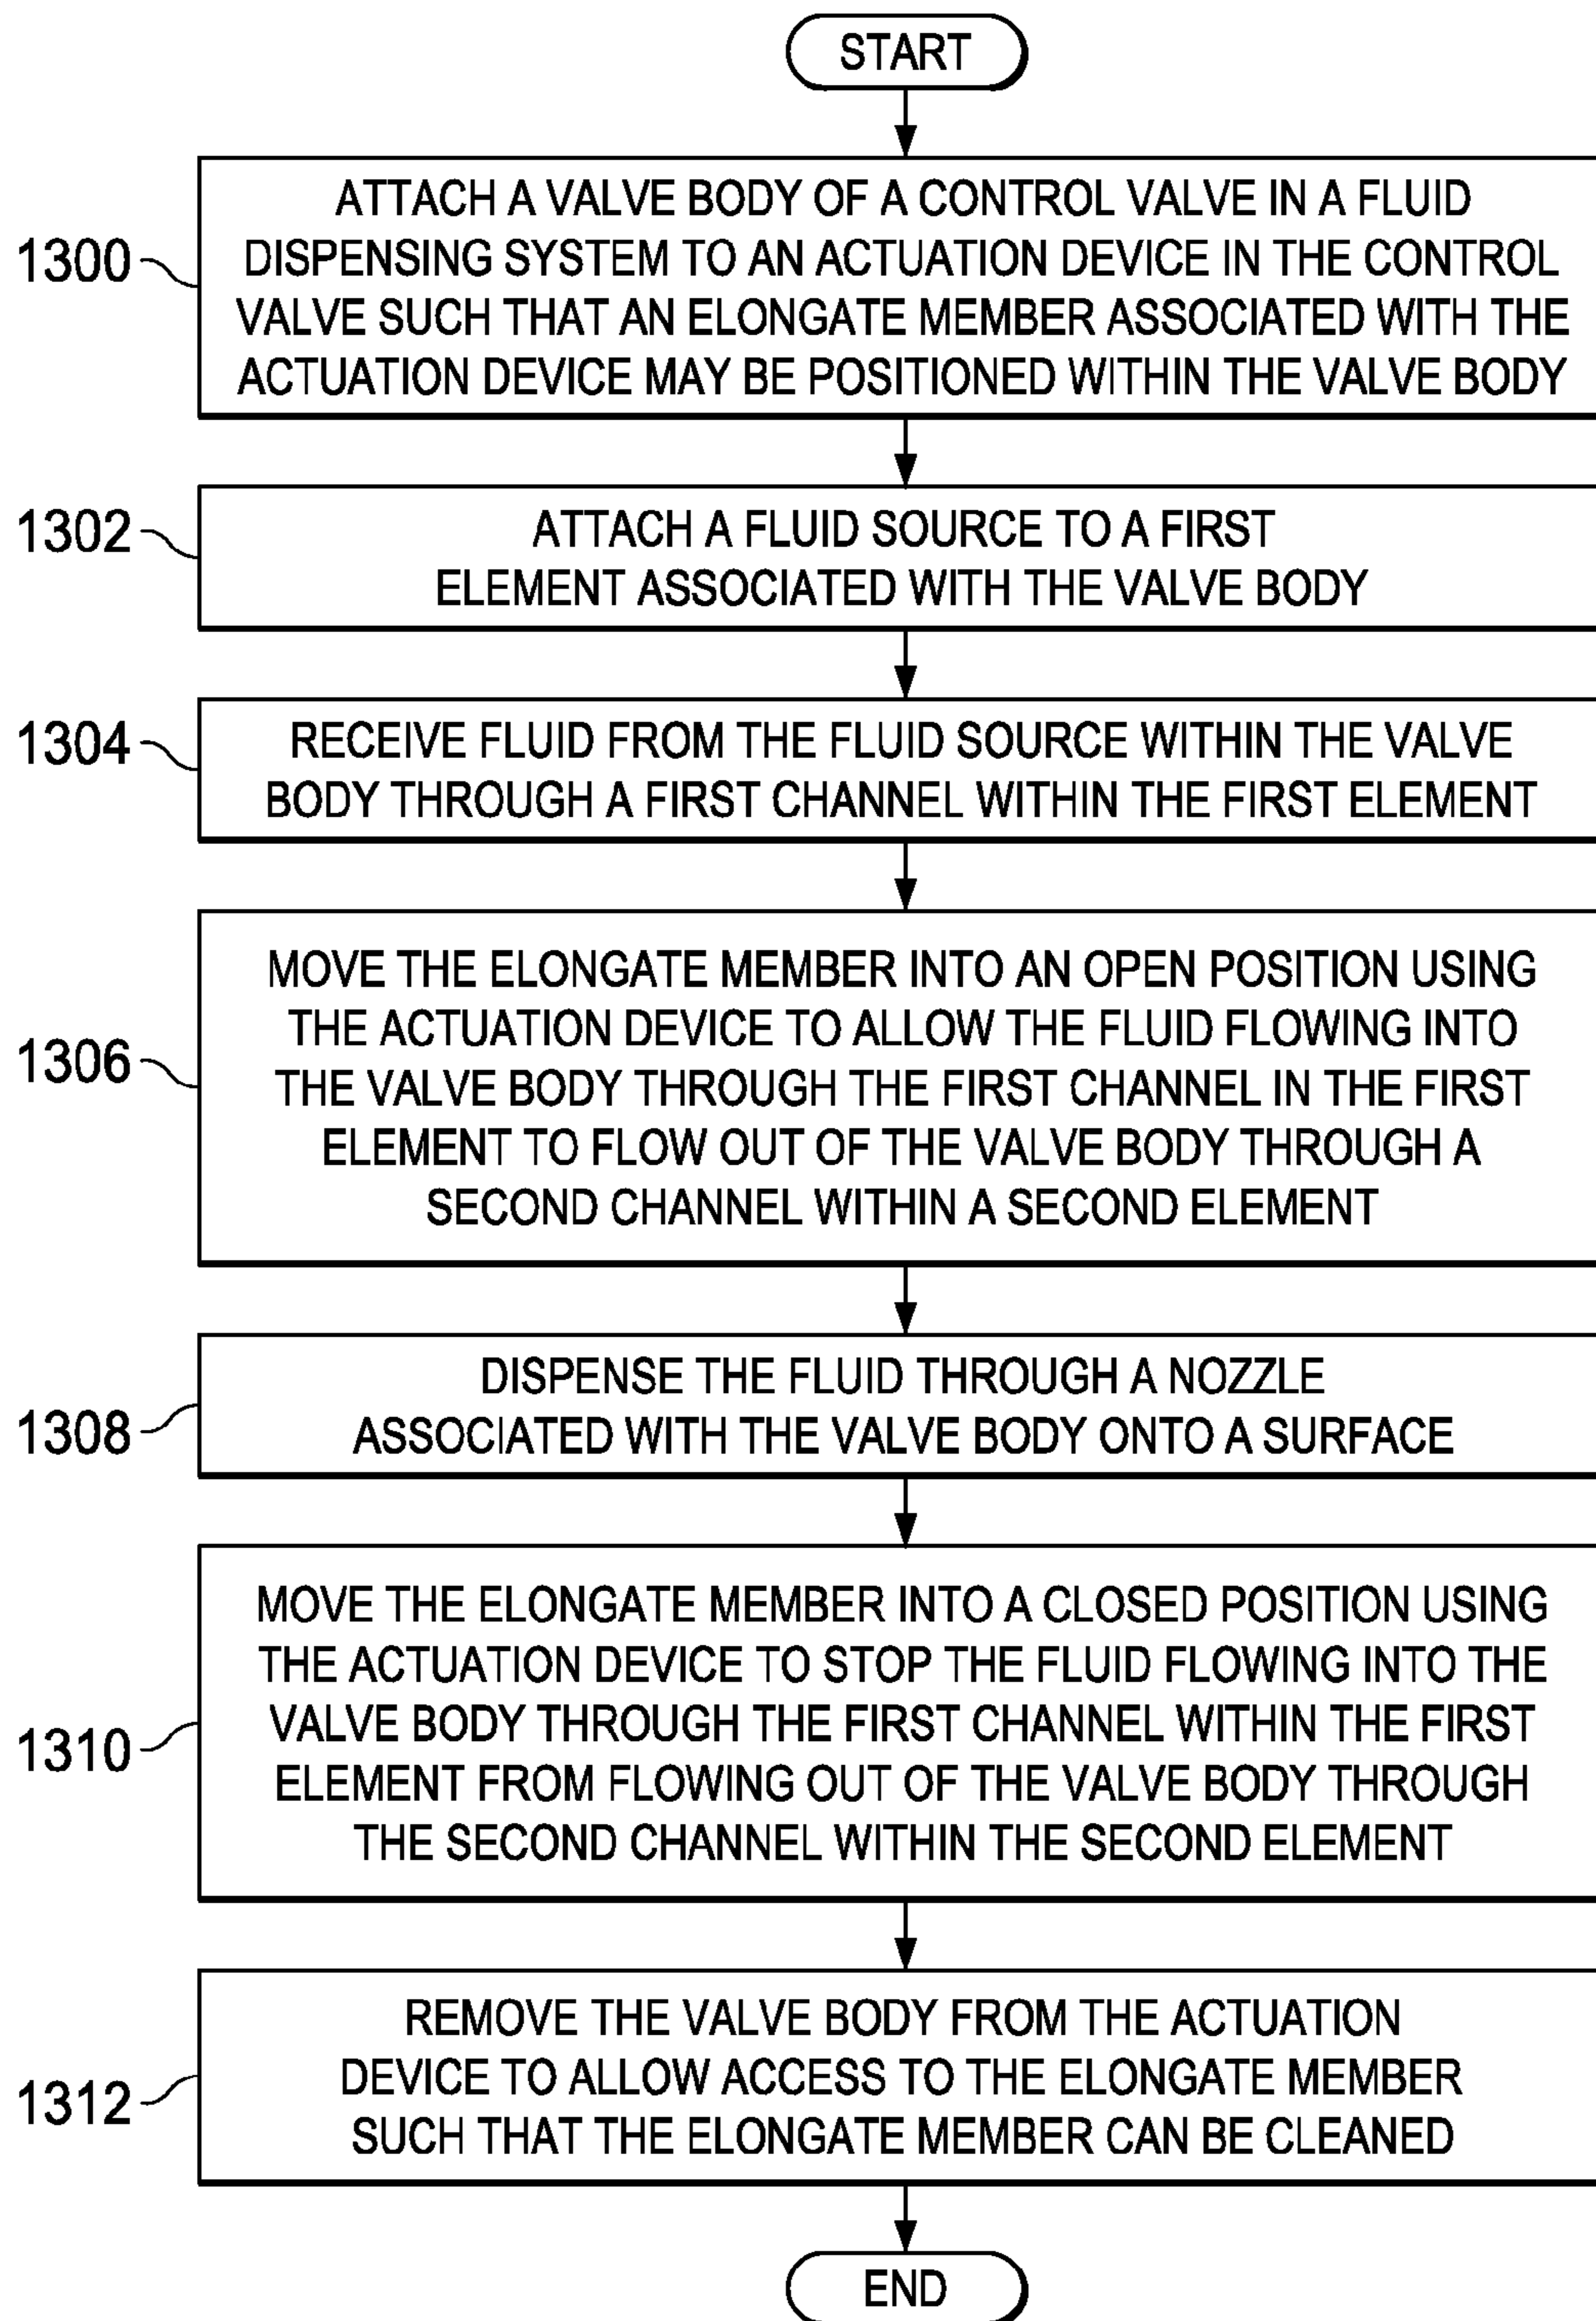 START
1300
ATTACH A VALVE BODY OF A CONTROL VALVE IN A FLUID
DISPENSING SYSTEM TO AN ACTUATION DEVICE IN THE CONTROL
VALVE SUCH THAT AN ELONGATE MEMBER ASSOCIATED WITH THE
ACTUATION DEVICE MAY BE POSITIONED WITHIN THE VALVE BODY
1302
ATTACH A FLUID SOURCE TO A FIRST
ELEMENT ASSOCIATED WITH THE VALVE BODY
1304
RECEIVE FLUID FROM THE FLUID SOURCE WITHIN THE VALVE
BODY THROUGH A FIRST CHANNEL WITHIN THE FIRST ELEMENT
1306
MOVE THE ELONGATE MEMBER INTO AN OPEN POSITION USING
THE ACTUATION DEVICE TO ALLOW THE FLUID FLOWING INTO
THE VALVE BODY THROUGH THE FIRST CHANNEL IN THE FIRST
ELEMENT TO FLOW OUT OF THE VALVE BODY THROUGH A
SECOND CHANNEL WITHIN A SECOND ELEMENT
1308
DISPENSE THE FLUID THROUGH A NOZZLE
ASSOCIATED WITH THE VALVE BODY ONTO A SURFACE
1310
MOVE THE ELONGATE MEMBER INTO A CLOSED POSITION USING
THE ACTUATION DEVICE TO STOP THE FLUID FLOWING INTO THE
VALVE BODY THROUGH THE FIRST CHANNEL WITHIN THE FIRST
ELEMENT FROM FLOWING OUT OF THE VALVE BODY THROUGH
THE SECOND CHANNEL WITHIN THE SECOND ELEMENT
1312
REMOVE THE VALVE BODY FROM THE ACTUATION
DEVICE TO ALLOW ACCESS TO THE ELONGATE MEMBER
SUCH THAT THE ELONGATE MEMBER CAN BE CLEANED
END